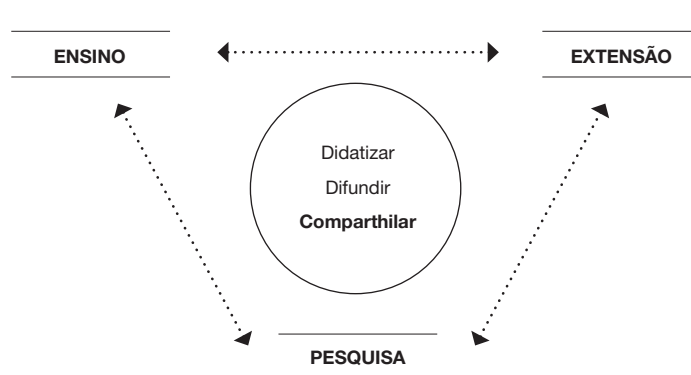 ENSINO
EXTENSÃO
Didatizar
Difundir
Comparthilar
PESQUISA